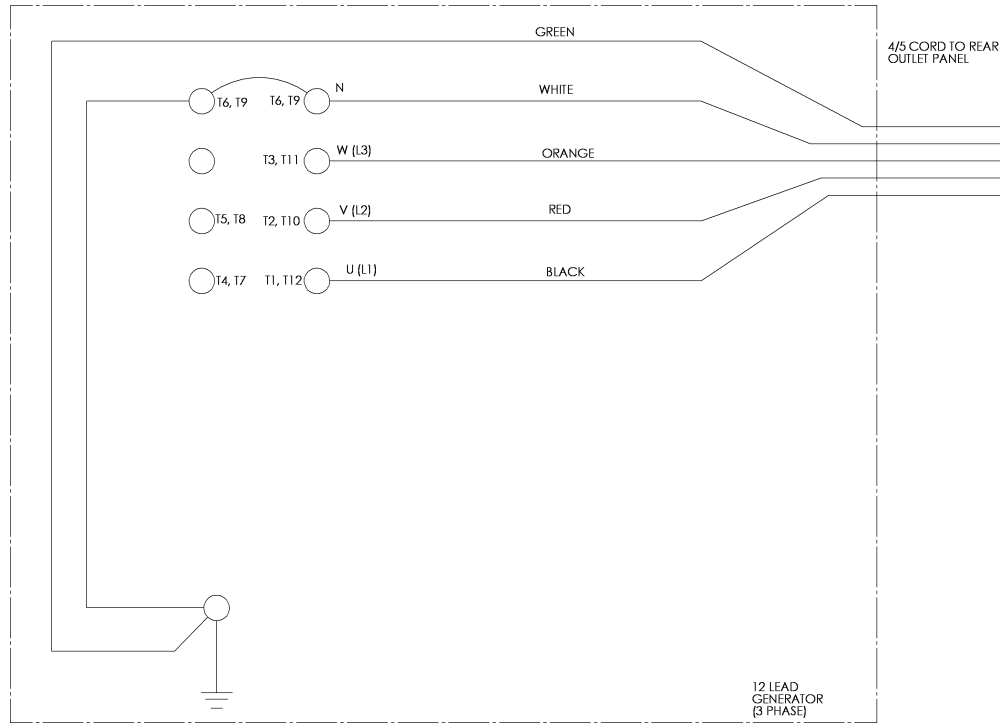 GREEN
4/5 CORD TO REAR
OUTLET PANEL
T6, T9
T6, T9
N
WHITE
T3, T11
W (L3)
ORANGE
T5, T8
T2, T10
V (L2)
RED
T4, T7
T1, T12
U (L1)
BLACK
12 LEAD
GENERATOR
(3 PHASE)